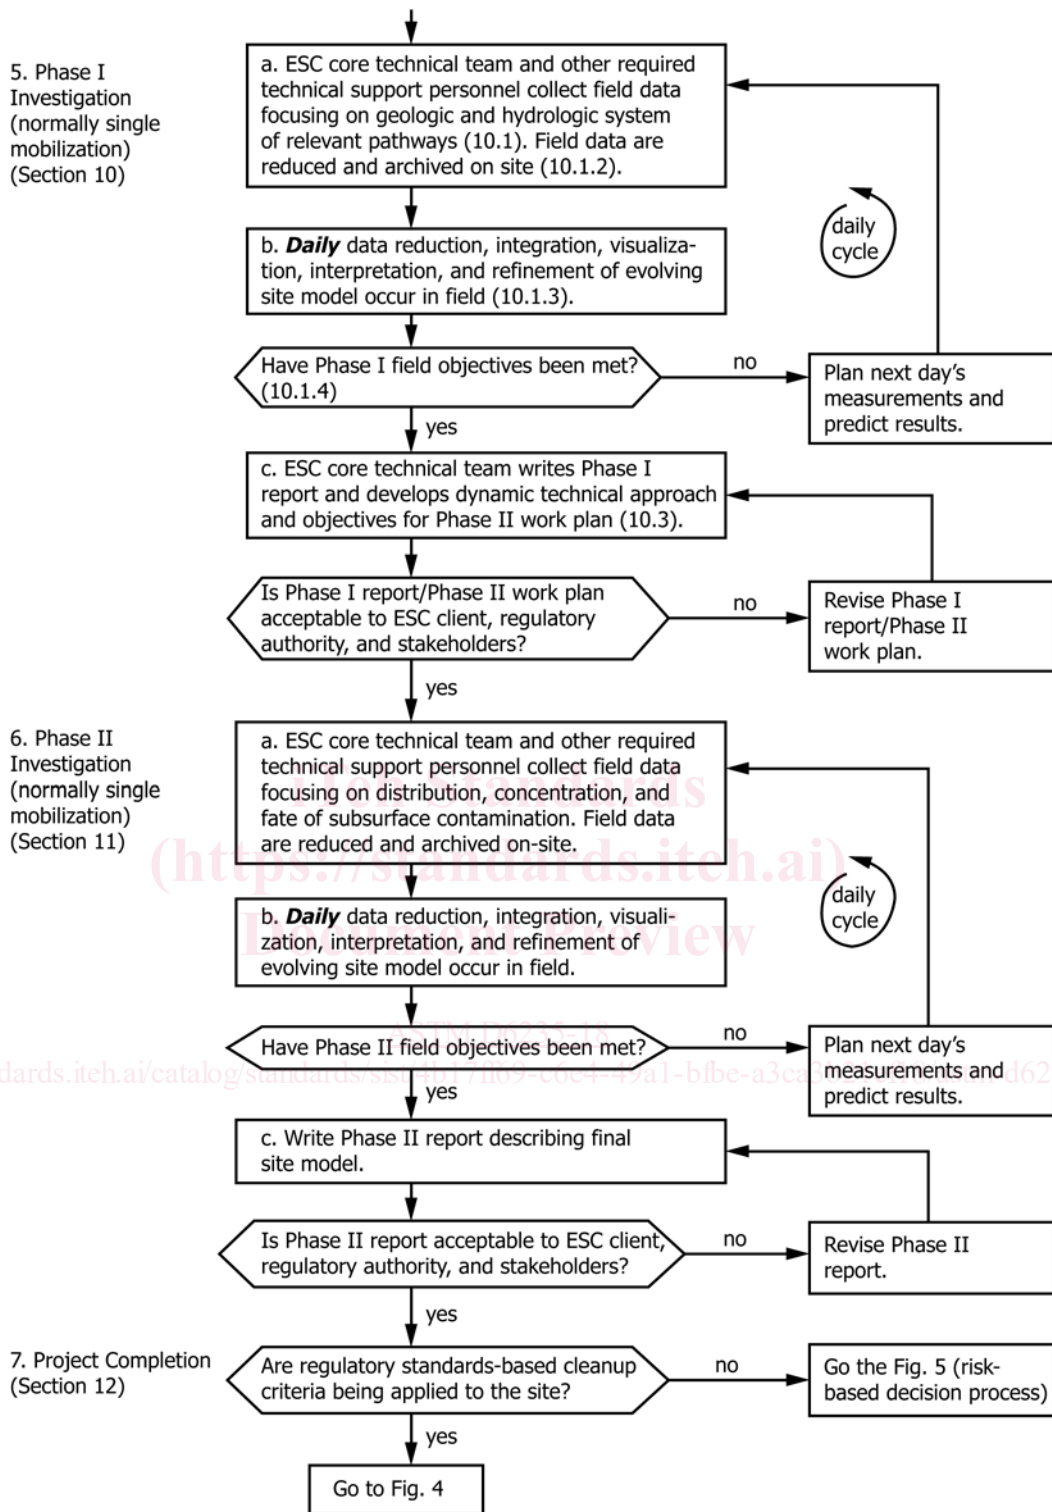 5. Phase I
Investigation
(normally single
mobilization)
(Section 10)
a. ESC core technical team and other required
technical support personnel collect field data
focusing on geologic and hydrologic system
of relevant pathways (10.1). Field data are
reduced and archived on site (10.1.2).
daily
cycle
b. Daily data reduction, integration, visualiza-
tion, interpretation, and refinement of evolving
site model occur in field (10.1.3).
Have Phase I field objectives been met?
(10.1.4)
no
Plan next day's
measurements and
predict results.
yes
c. ESC core technical team writes Phase I
report and develops dynamic technical approach
and objectives for Phase II work plan (10.3).
Is Phase I report/Phase II work plan
acceptable to ESC client, regulatory
authority, and stakeholders?
no
Revise Phase I
report/Phase II
work plan.
yes
6. Phase II
Investigation
(normally single
mobilization)
(Section 11)
a. ESC core technical team and other required
technical support personnel collect field data
focusing on distribution, concentration, and
fate of subsurface contamination. Field data
are reduced and archived on-site.
iTeh Standards
(https://standards.iteh.ai)
Document Preview
daily
cycle
b. Daily data reduction, integration, visuali-
zation, interpretation, and refinement of
evolving site model occur in field.
ASTM D6235-18
Have Phase II field objectives been met?
no
Plan next day's
measurements and
predict results.
yes
c. Write Phase II report describing final
site model.
Is Phase II report acceptable to ESC client,
regulatory authority, and stakeholders?
no
Revise Phase II
report.
yes
7. Project Completion
(Section 12)
Are regulatory standards-based cleanup
criteria being applied to the site?
no
Go the Fig. 5 (risk-
based decision process)
yes
Go to Fig. 4